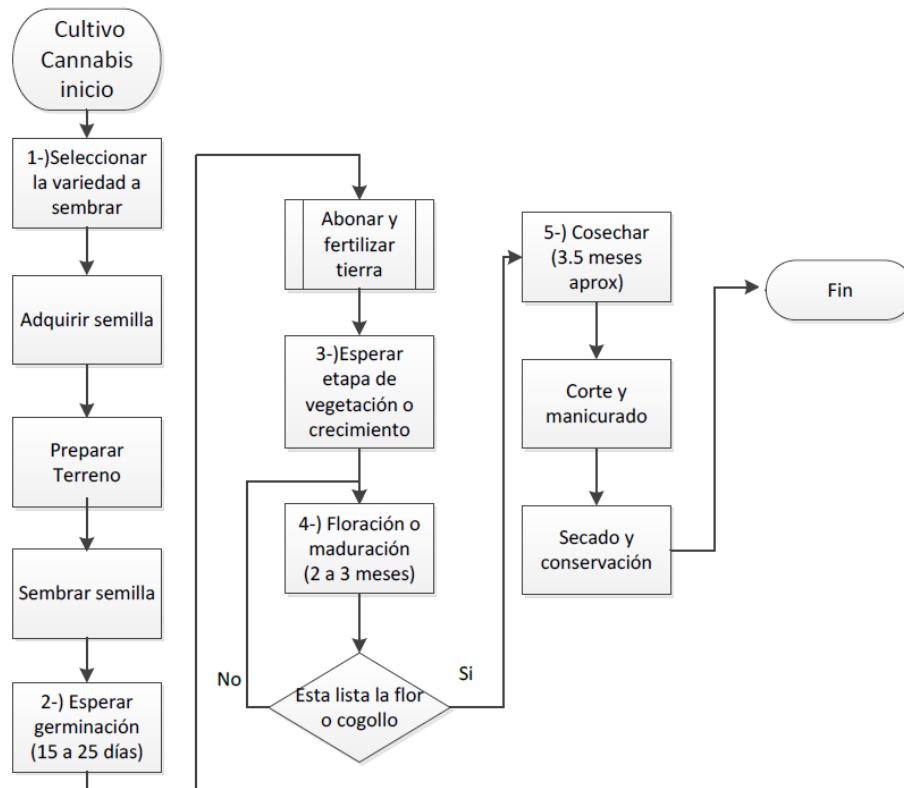 Cultivo
Cannabis
inicio
1-)Seleccionar
la variedad a
sembrar
Adquirir semilla
Preparar
Terreno
Sembrar semilla
2-) Esperar
germinación
(15 a 25 días)
Abonar y
fertilizar
tierra
3-)Esperar
etapa de
vegetación o
crecimiento
4-) Floración o
maduración
(2 a 3 meses)
Esta lista la flor
o cogollo
No
Si
5-) Cosechar
(3.5 meses
aprox)
Corte y
manicurado
Secado y
conservación
Fin